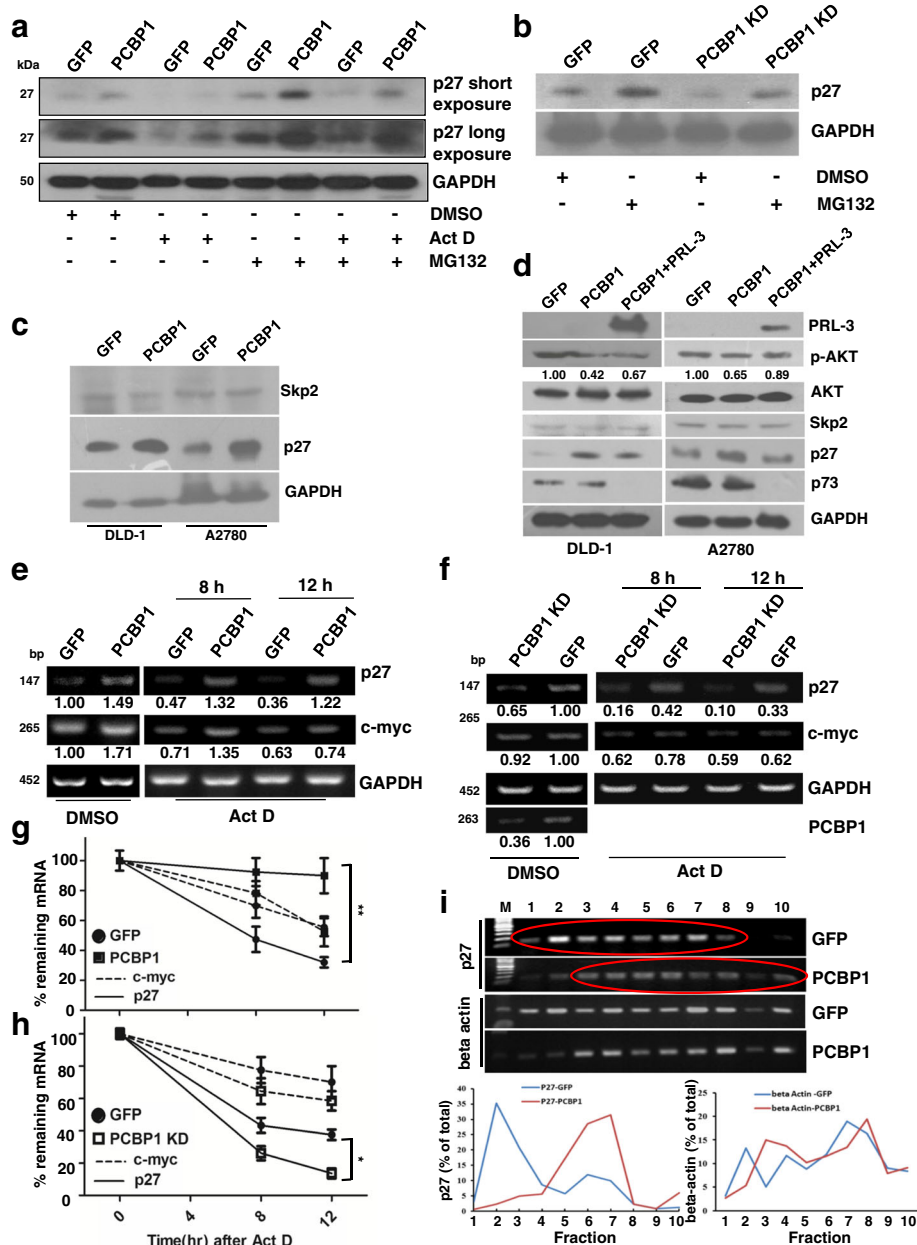 a
GFP PCBP1 GFP PCBP1 GFP PCBP1 GFP PCBP1
kDa
27 p27 short exposure
27 p27 long exposure
50 GAPDH
+ + - - - - - - DMSO
- - + + - - + + Act D
- - - - + + + + MG132
b
GFP GFP PCBP1 KD PCBP1 KD
p27
GAPDH
+ - + - DMSO
- + - + MG132
c
GFP PCBP1 GFP PCBP1
Skp2
p27
GAPDH
DLD-1 A2780
d
GFP PCBP1 PCBP1+PRL-3 GFP PCBP1 PCBP1+PRL-3
PRL-3
p-AKT
1.00 0.42 0.67 1.00 0.65 0.89
AKT
Skp2
p27
p73
GAPDH
DLD-1 A2780
e
8 h 12 h
GFP PCBP1 GFP PCBP1 GFP PCBP1
bp
147 p27
1.00 1.49 0.47 1.32 0.36 1.22
265 c-myc
1.00 1.71 0.71 1.35 0.63 0.74
452 GAPDH
DMSO Act D
f
8 h 12 h
PCBP1 KD GFP PCBP1 KD GFP PCBP1 KD GFP
bp
147 p27
0.65 1.00 0.16 0.42 0.10 0.33
265 c-myc
0.92 1.00 0.62 0.78 0.59 0.62
452 GAPDH
263 PCBP1
0.36 1.00
DMSO Act D
g
% remaining mRNA
100
80
60
40
20
0
GFP
PCBP1
c-myc
p27
**
h
% remaining mRNA
100
80
60
40
20
0
GFP
PCBP1 KD
c-myc
p27
*
0 4 8 12
Time(hr) after Act D
i
M 1 2 3 4 5 6 7 8 9 10
p27
GFP
PCBP1
beta actin
GFP
PCBP1
p27 (% of total)
40
35
30
25
20
15
10
5
0
P27-GFP
P27-PCBP1
1 2 3 4 5 6 7 8 9 10
Fraction
beta-actin (% of total)
25
20
15
10
5
0
beta Actin -GFP
beta Actin-PCBP1
1 2 3 4 5 6 7 8 9 10
Fraction